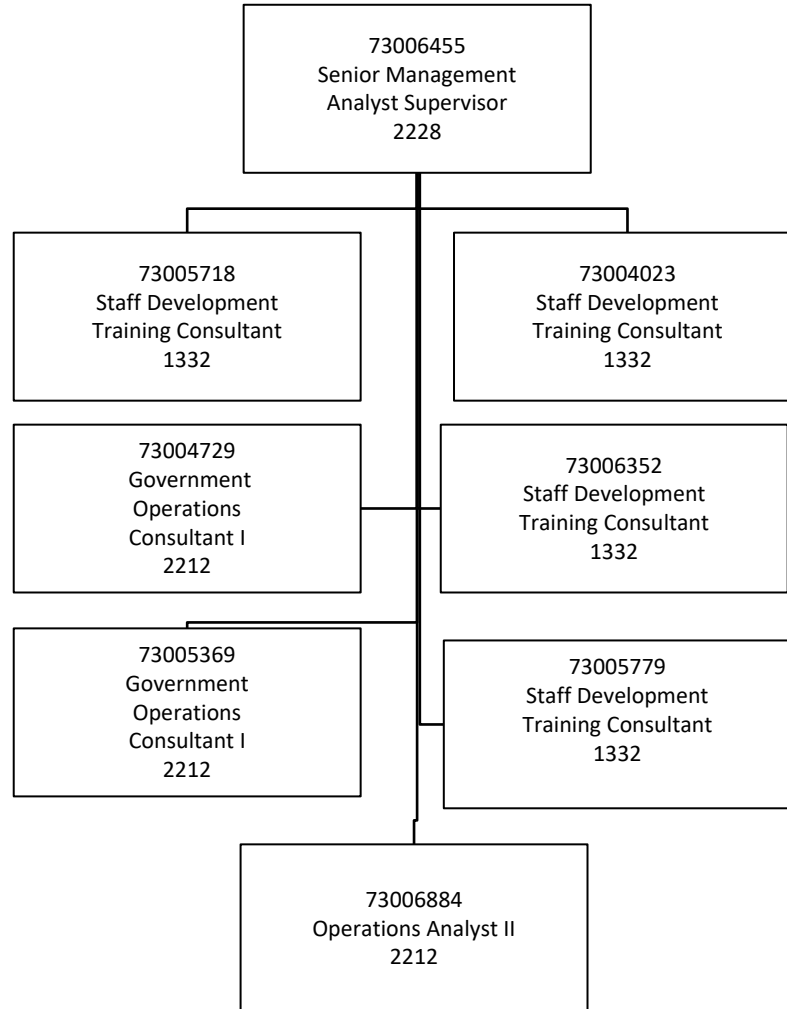 73006455
Senior Management
Analyst Supervisor
2228
73005718
Staff Development
Training Consultant
1332
73004023
Staff Development
Training Consultant
1332
73004729
Government
Operations
Consultant I
2212
73006352
Staff Development
Training Consultant
1332
73005369
Government
Operations
Consultant I
2212
73005779
Staff Development
Training Consultant
1332
73006884
Operations Analyst II
2212